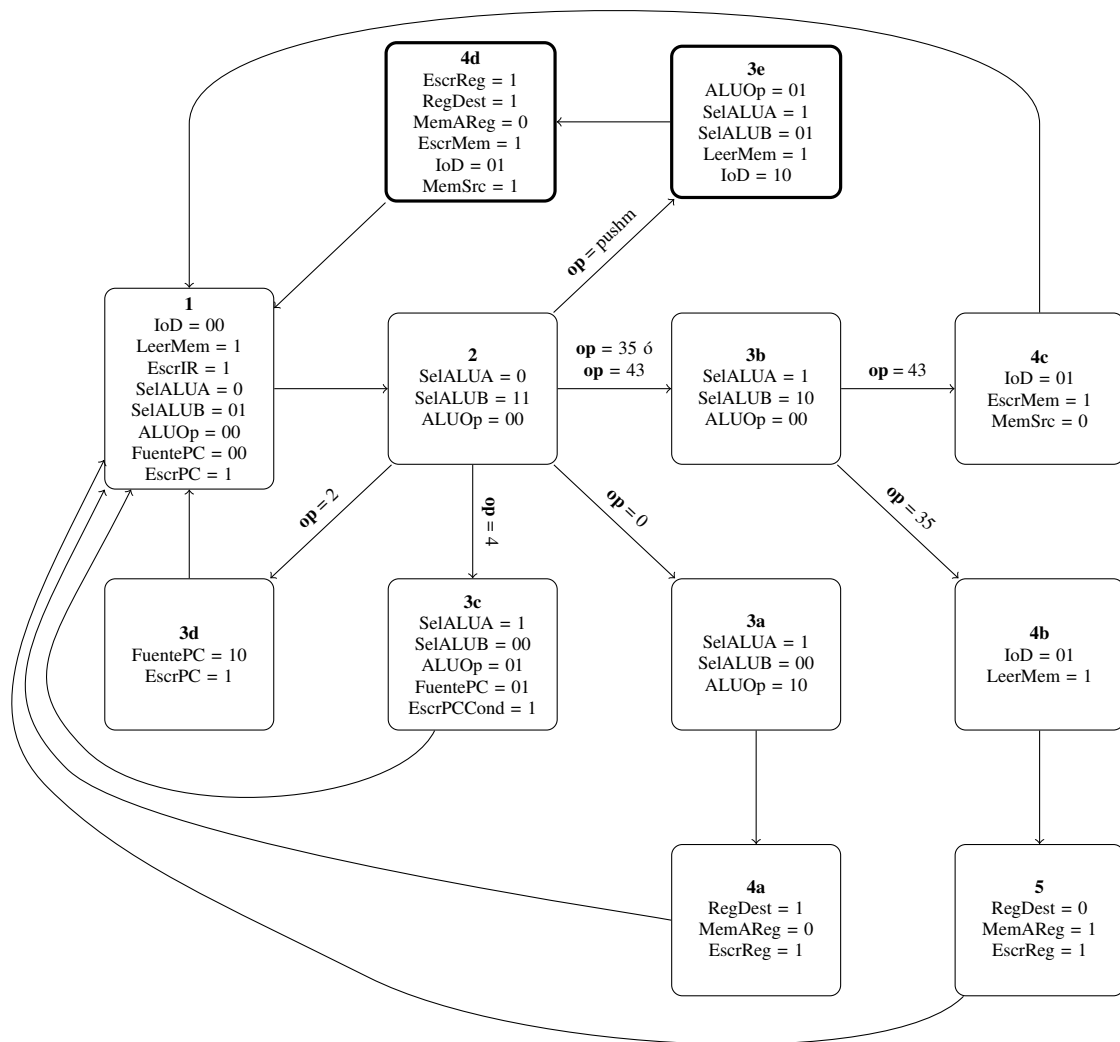 4d
EscrReg = 1
RegDest = 1
MemAReg = 0
EscrMem = 1
IoD = 01
MemSrc = 1
3e
ALUOp = 01
SelALUA = 1
SelALUB = 01
LeerMem = 1
IoD = 10
op = pushm
1
IoD = 00
LeerMem = 1
EscrIR = 1
SelALUA = 0
SelALUB = 01
ALUOp = 00
FuentePC = 00
EscrPC = 1
2
SelALUA = 0
SelALUB = 11
ALUOp = 00
op = 35 ó
op = 43
3b
SelALUA = 1
SelALUB = 10
ALUOp = 00
op = 43
4c
IoD = 01
EscrMem = 1
MemSrc = 0
op = 2
op = 4
op = 0
op = 35
3d
FuentePC = 10
EscrPC = 1
3c
SelALUA = 1
SelALUB = 00
ALUOp = 01
FuentePC = 01
EscrPCCond = 1
3a
SelALUA = 1
SelALUB = 00
ALUOp = 10
4b
IoD = 01
LeerMem = 1
4a
RegDest = 1
MemAReg = 0
EscrReg = 1
5
RegDest = 0
MemAReg = 1
EscrReg = 1